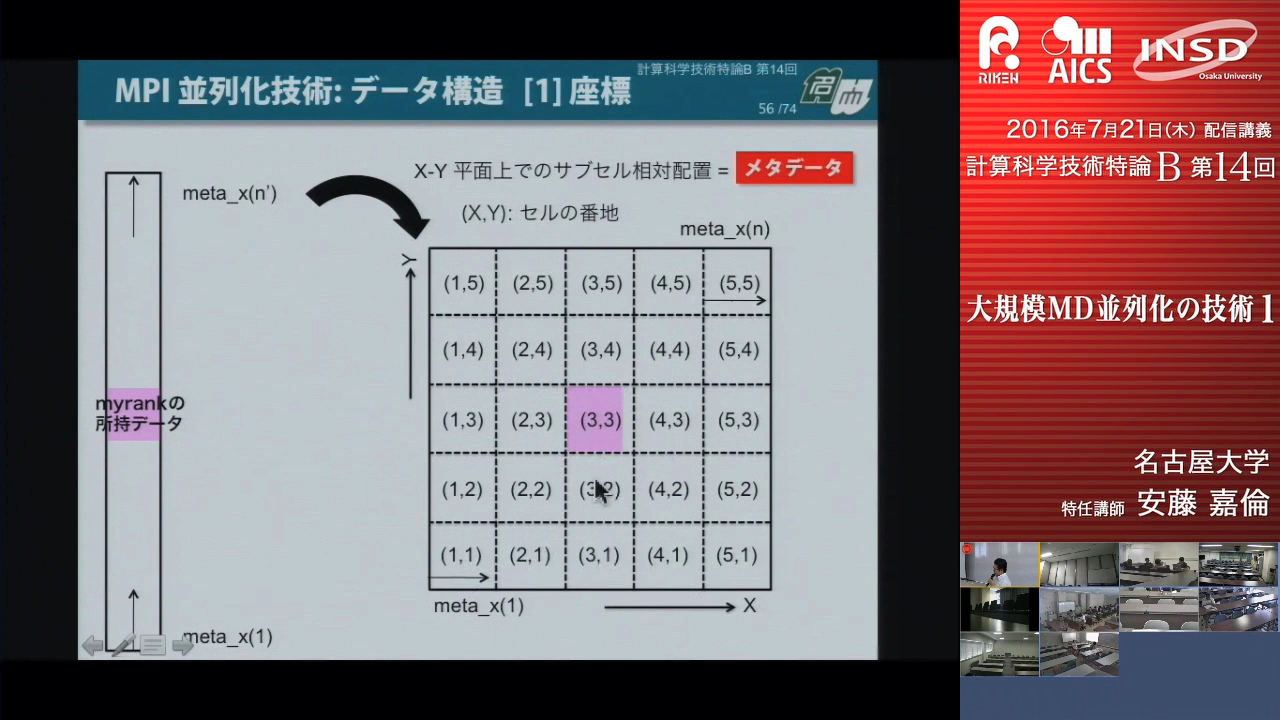 MPI 並列化技術: データ構造 [1] 座標
計算科学技術特論B 第14回
56 /74
X-Y 平面上でのサブセル相対配置 = メタデータ
(X,Y): セルの番地
meta_x(n')
meta_x(n)
Y
(1,5) (2,5) (3,5) (4,5) (5,5)
(1,4) (2,4) (3,4) (4,4) (5,4)
(1,3) (2,3) (3,3) (4,3) (5,3)
(1,2) (2,2) (3,2) (4,2) (5,2)
(1,1) (2,1) (3,1) (4,1) (5,1)
meta_x(1)
X
myrankの
所持データ
meta_x(1)
RIKEN
AICS
INSD
Osaka University
2016年7月21日(木) 配信講義
計算科学技術特論 B 第14回
大規模MD並列化の技術1
名古屋大学
特任講師 安藤 嘉倫